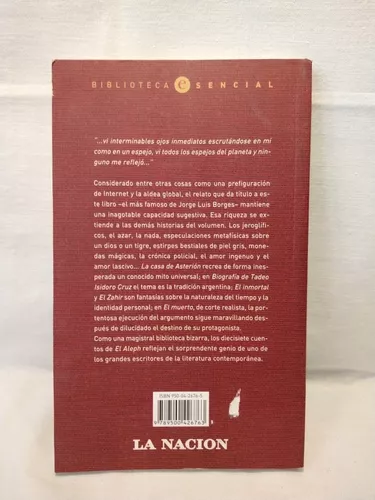 BIBLIOTECA eSENCIAL
"...vi interminables ojos inmediatos escrutándose en mí
como en un espejo, vi todos los espejos del planeta y nin-
guno me reflejó..."
Considerado entre otras cosas como una prefiguración
de Internet y la aldea global, el relato que da título a es-
te libro –el más famoso de Jorge Luis Borges– mantiene
una inagotable capacidad sugestiva. Esa riqueza se ex-
tiende a las demás historias del volumen. Los jeroglífi-
cos, el azar, la nada, especulaciones metafísicas sobre
un dios o un tigre, estirpes bestiales de piel gris, mone-
das mágicas, la crónica policial, el amor ingenuo y el
amor lascivo... La casa de Asterión recrea de forma ines-
perada un conocido mito universal; en Biografía de Tadeo
Isidoro Cruz el tema es la tradición argentina; El inmortal
y El Zahir son fantasías sobre la naturaleza del tiempo y la
identidad personal; en El muerto, de corte realista, la por-
tentosa ejecución del argumento sigue maravillando des-
pués de dilucidado el destino de su protagonista.
Como una magistral biblioteca bizarra, los diecisiete cuen-
tos de El Aleph reflejan el sorprendente genio de uno de
los grandes escritores de la literatura contemporánea.
ISBN 950-04-2676-5
9789500426763
LA NACION